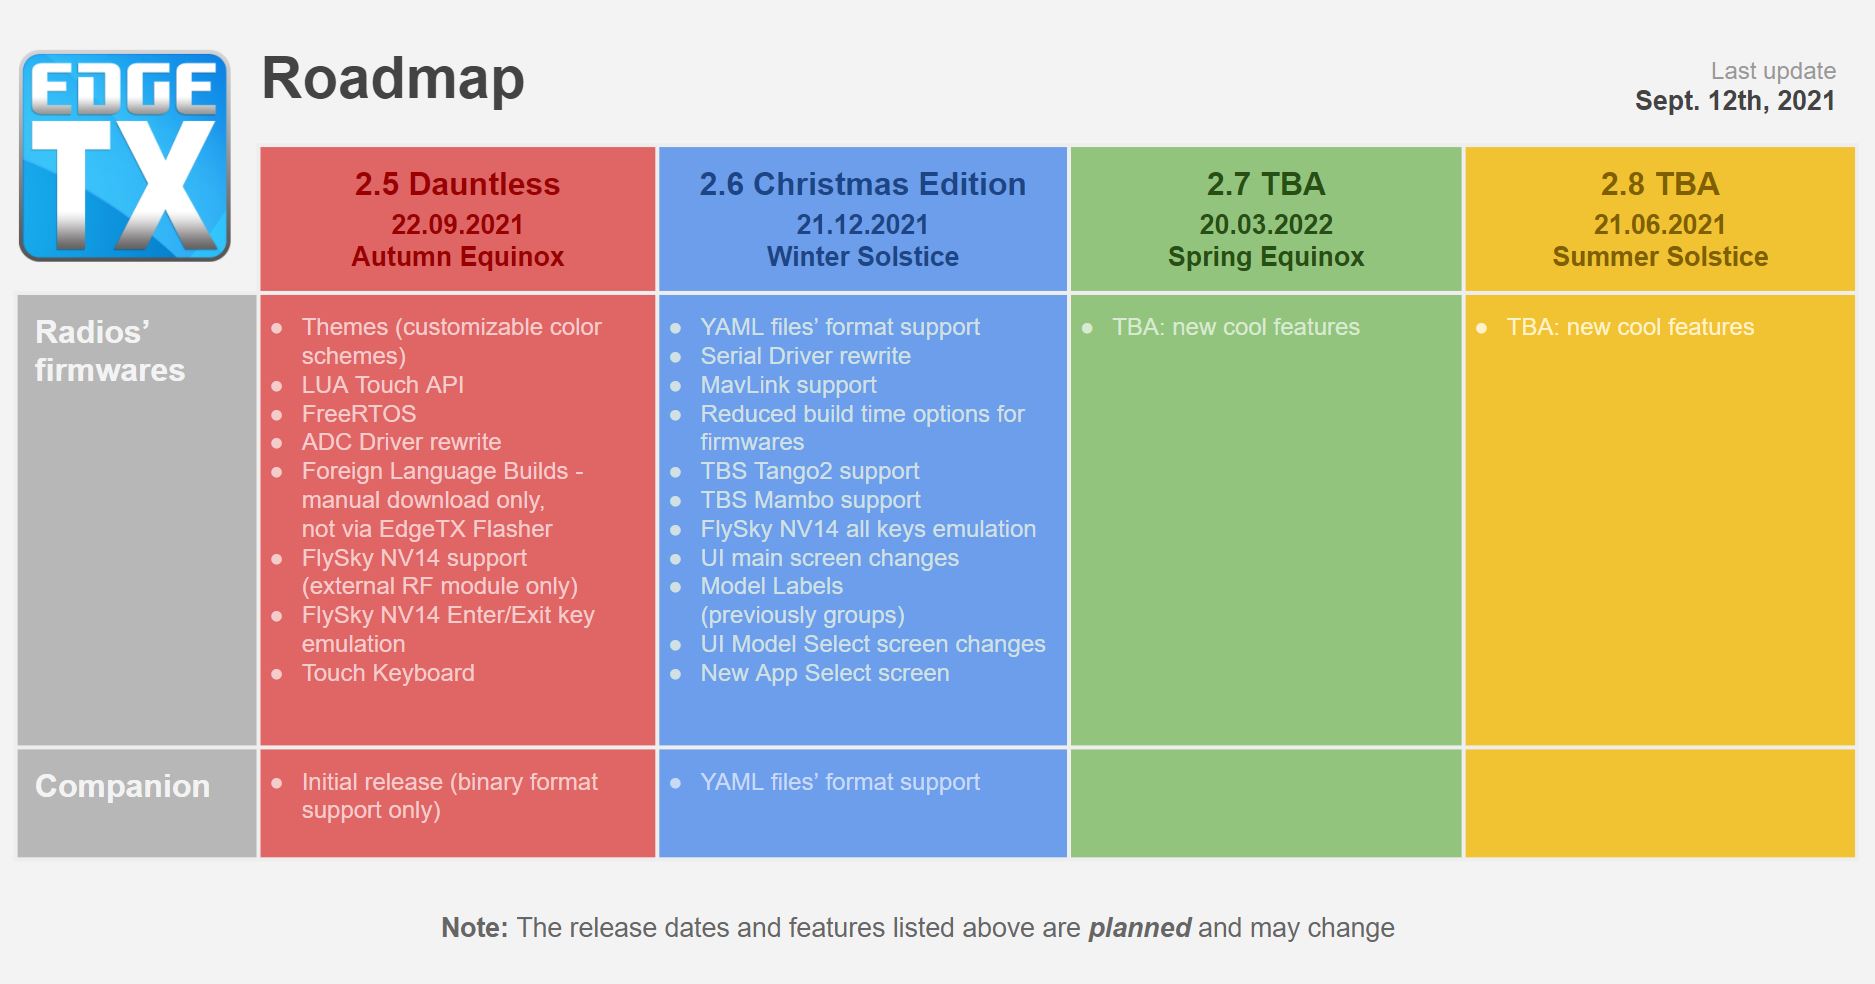 EDGE
TX
Roadmap
Last update
Sept. 12th, 2021
2.5 Dauntless
22.09.2021
Autumn Equinox
2.6 Christmas Edition
21.12.2021
Winter Solstice
2.7 TBA
20.03.2022
Spring Equinox
2.8 TBA
21.06.2021
Summer Solstice
Radios’
firmwares
● Themes (customizable color
schemes)
● LUA Touch API
● FreeRTOS
● ADC Driver rewrite
● Foreign Language Builds -
manual download only,
not via EdgeTX Flasher
● FlySky NV14 support
(external RF module only)
● FlySky NV14 Enter/Exit key
emulation
● Touch Keyboard
● YAML files’ format support
● Serial Driver rewrite
● MavLink support
● Reduced build time options for
firmwares
● TBS Tango2 support
● TBS Mambo support
● FlySky NV14 all keys emulation
● UI main screen changes
● Model Labels
(previously groups)
● UI Model Select screen changes
● New App Select screen
● TBA: new cool features
● TBA: new cool features
Companion
● Initial release (binary format
support only)
● YAML files’ format support
Note: The release dates and features listed above are planned and may change